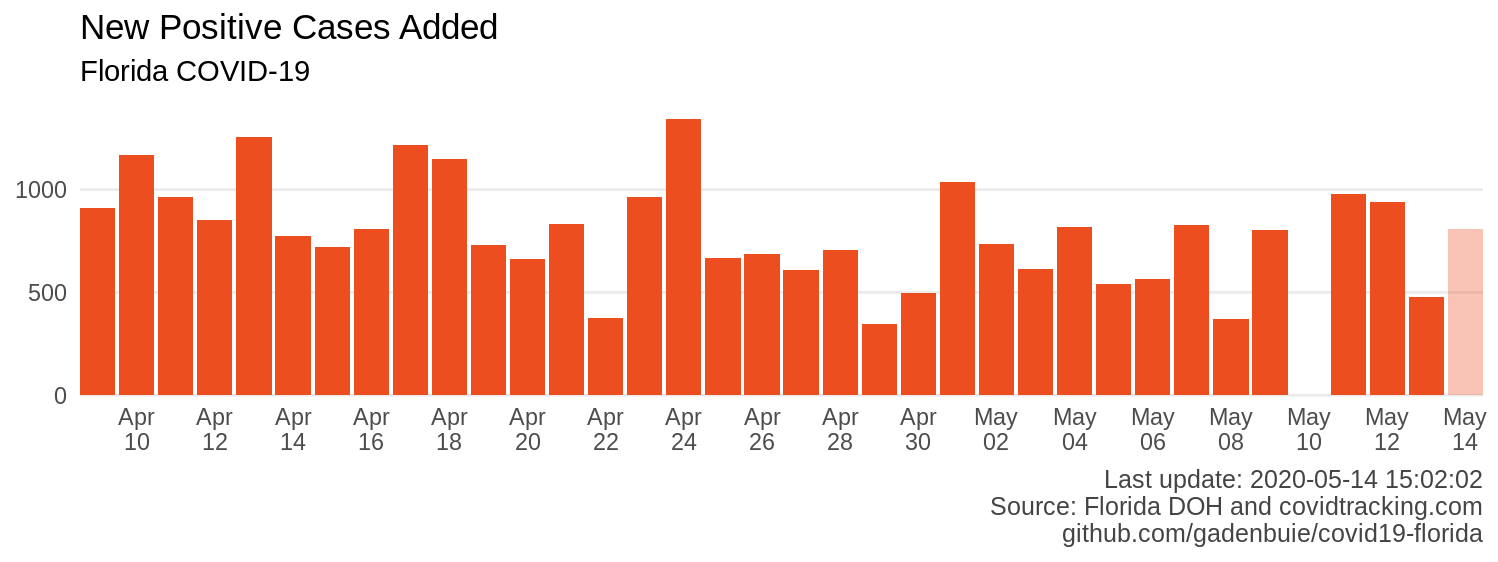 New Positive Cases Added
Florida COVID-19
1000
500
0
Apr Apr Apr Apr Apr Apr Apr Apr Apr Apr Apr May May May May May May May
10 12 14 16 18 20 22 24 26 28 30 02 04 06 08 10 12 14
Last update: 2020-05-14 15:02:02
Source: Florida DOH and covidtracking.com
github.com/gadenbuie/covid19-florida